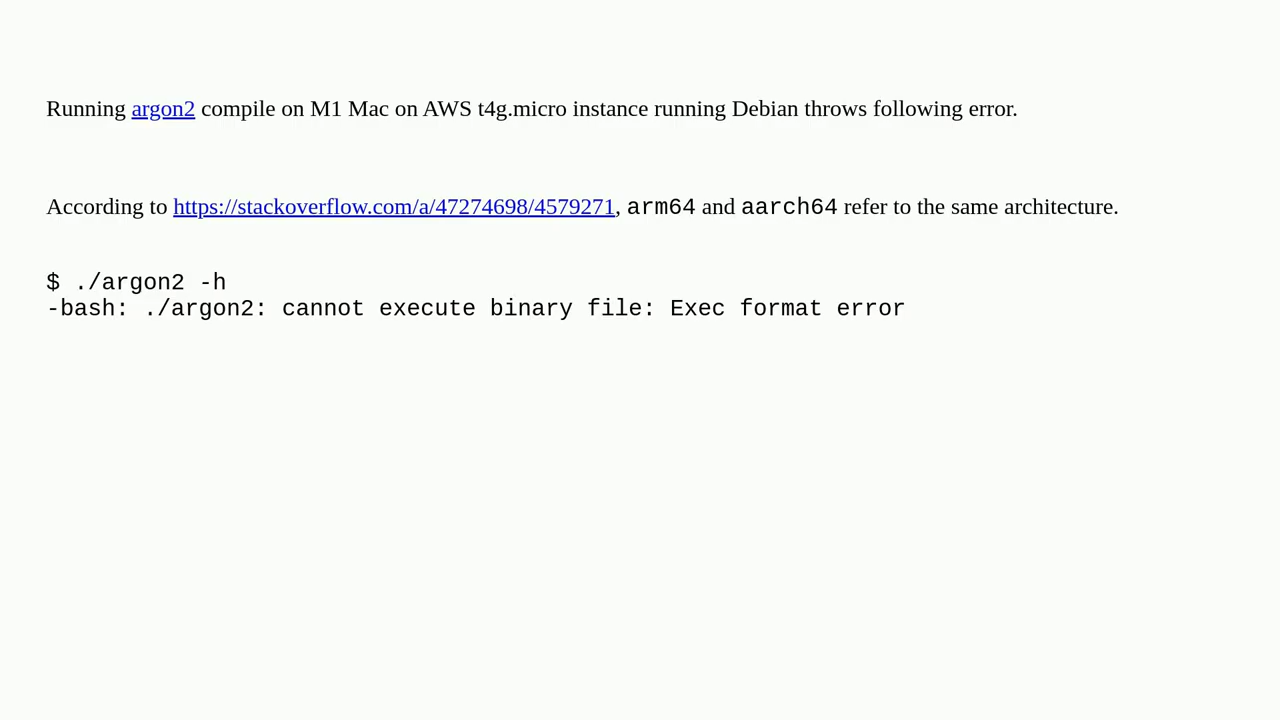 Running argon2 compile on M1 Mac on AWS t4g.micro instance running Debian throws following error.
According to https://stackoverflow.com/a/47274698/4579271, arm64 and aarch64 refer to the same architecture.
$ ./argon2 -h
-bash: ./argon2: cannot execute binary file: Exec format error